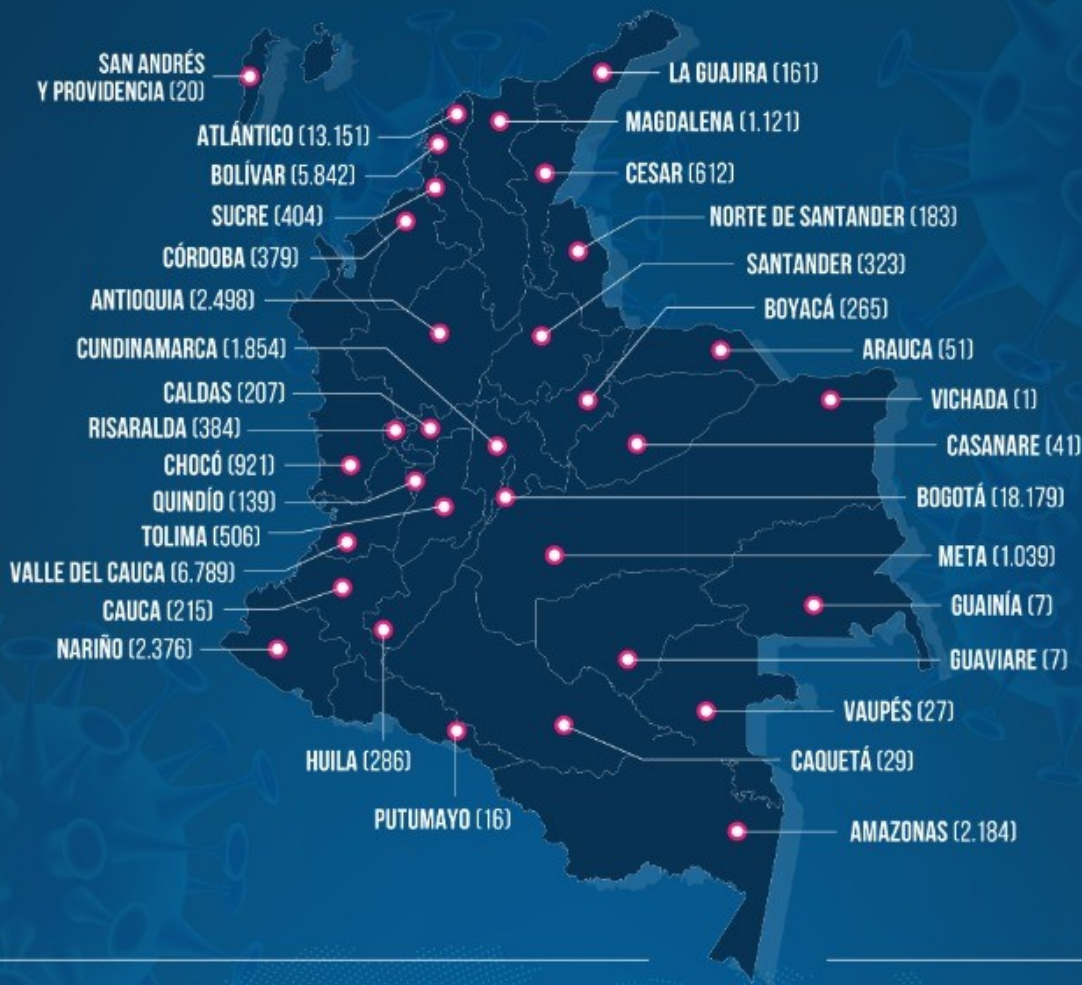 SAN ANDRÉS
Y PROVIDENCIA (20)
ATLÁNTICO (13.151)
BOLÍVAR (5.842)
SUCRE (404)
CÓRDOBA (379)
ANTIOQUIA (2.498)
CUNDINAMARCA (1.854)
CALDAS (207)
RISARALDA (384)
CHOCÓ (921)
QUINDÍO (139)
TOLIMA (506)
VALLE DEL CAUCA (6.789)
CAUCA (215)
NARIÑO (2.376)
HUILA (286)
PUTUMAYO (16)
LA GUAJIRA (161)
MAGDALENA (1.121)
CESAR (612)
NORTE DE SANTANDER (183)
SANTANDER (323)
BOYACÁ (265)
ARAUCA (51)
VICHADA (1)
CASANARE (41)
BOGOTÁ (18.179)
META (1.039)
GUAINÍA (7)
GUAVIARE (7)
VAUPÉS (27)
CAQUETÁ (29)
AMAZONAS (2.184)